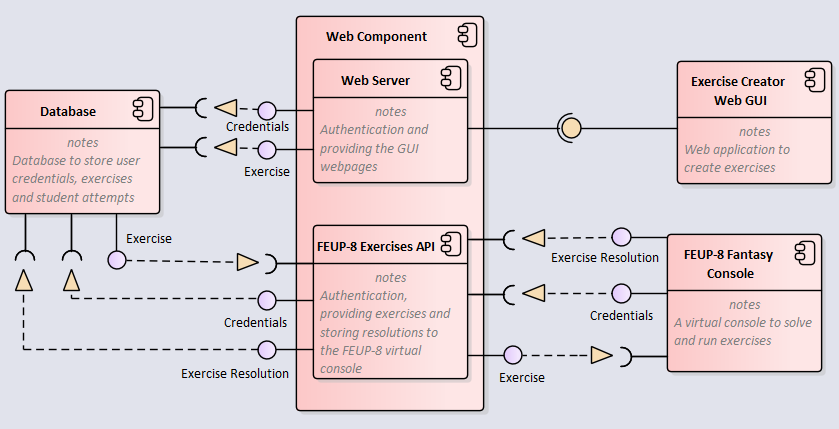 Web Component
Web Server
notes
Authentication and
providing the GUI
webpages
Exercise Creator
Web GUI
notes
Web application to
create exercises
Database
notes
Database to store user
credentials, exercises
and student attempts
Credentials
Exercise
Exercise
Credentials
Exercise Resolution
FEUP-8 Exercises API
notes
Authentication,
providing exercises and
storing resolutions to
the FEUP-8 virtual
console
Exercise Resolution
Credentials
Exercise
FEUP-8 Fantasy
Console
notes
A virtual console to solve
and run exercises